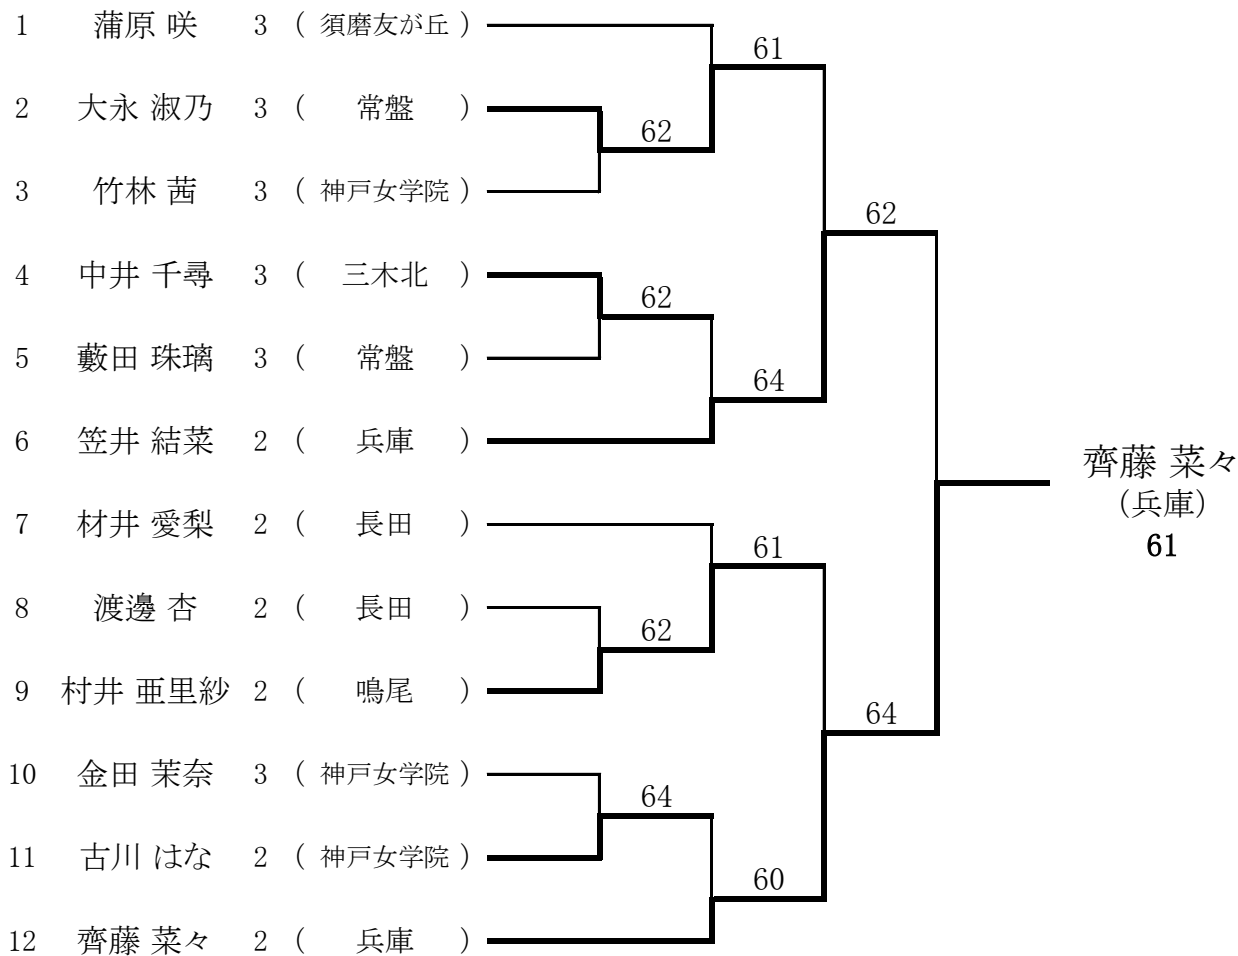 1 蒲原 咲 3 ( 須磨友が丘 )
61
2 大永 淑乃 3 ( 常盤 )
62
3 竹林 茜 3 ( 神戸女学院 )
62
4 中井 千尋 3 ( 三木北 )
62
5 藪田 珠璃 3 ( 常盤 )
64
6 笠井 結菜 2 ( 兵庫 )
齊藤 菜々
(兵庫)
61
7 材井 愛梨 2 ( 長田 )
61
8 渡邊 杏 2 ( 長田 )
62
9 村井 亜里紗 2 ( 鳴尾 )
64
10 金田 茉奈 3 ( 神戸女学院 )
64
11 古川 はな 2 ( 神戸女学院 )
60
12 齊藤 菜々 2 ( 兵庫 )